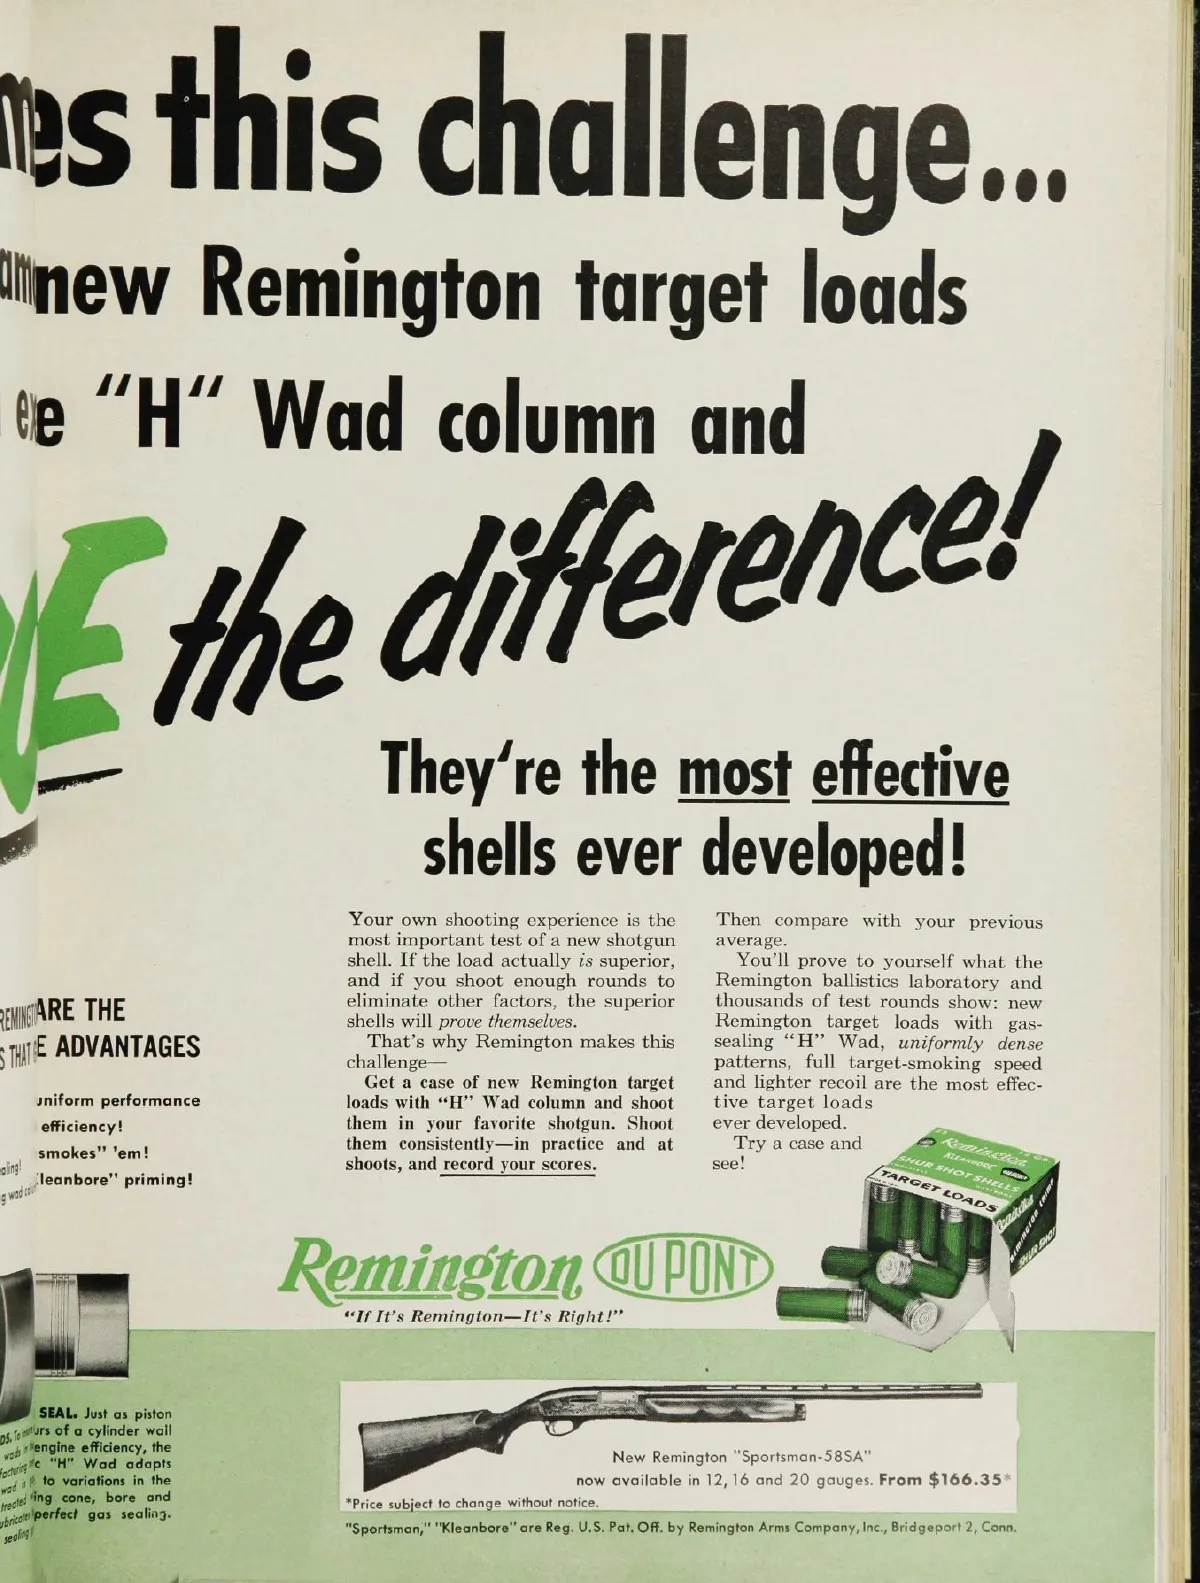 this challenge...
new Remington target loads
"H" Wad column and
the difference!
They're the most effective
shells ever developed!
Your own shooting experience is the
most important test of a new shotgun
shell. If the load actually is superior,
and if you shoot enough rounds to
eliminate other factors, the superior
shells will prove themselves.
That's why Remington makes this
challenge—
Get a case of new Remington target
loads with "H" Wad column and shoot
them in your favorite shotgun. Shoot
them consistently—in practice and at
shoots, and record your scores.
Then compare with your previous
average.
You'll prove to yourself what the
Remington ballistics laboratory and
thousands of test rounds show: new
Remington target loads with gas-
sealing "H" Wad, uniformly dense
patterns, full target-smoking speed
and lighter recoil are the most effec-
tive target loads
ever developed.
Try a case and
see!
ARE THE
ADVANTAGES
uniform performance
efficiency!
smokes" 'em!
priming!
Remington
KLEANBORE
SHUR SHOT SHELLS
TARGET LOADS
Remington
SHUR SHOT
Remington DU PONT
"If It's Remington—It's Right!"
SEAL. Just as piston
of a cylinder wall
engine efficiency, the
"H" Wad adapts
to variations in the
cone, bore and
perfect gas sealing.
New Remington "Sportsman-58SA"
now available in 12, 16 and 20 gauges. From $166.35*
*Price subject to change without notice.
"Sportsman," "Kleanbore" are Reg. U.S. Pat. Off. by Remington Arms Company, Inc., Bridgeport 2, Conn.